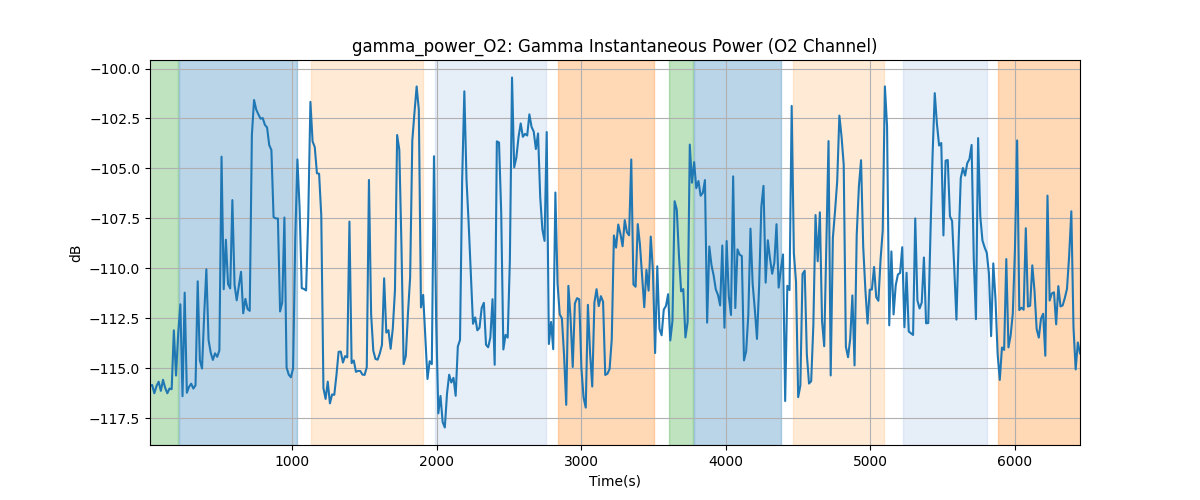 gamma_power_O2: Gamma Instantaneous Power (O2 Channel)
−100.0
−102.5
−105.0
−107.5
−110.0
−112.5
−115.0
−117.5
dB
1000 2000 3000 4000 5000 6000
Time(s)